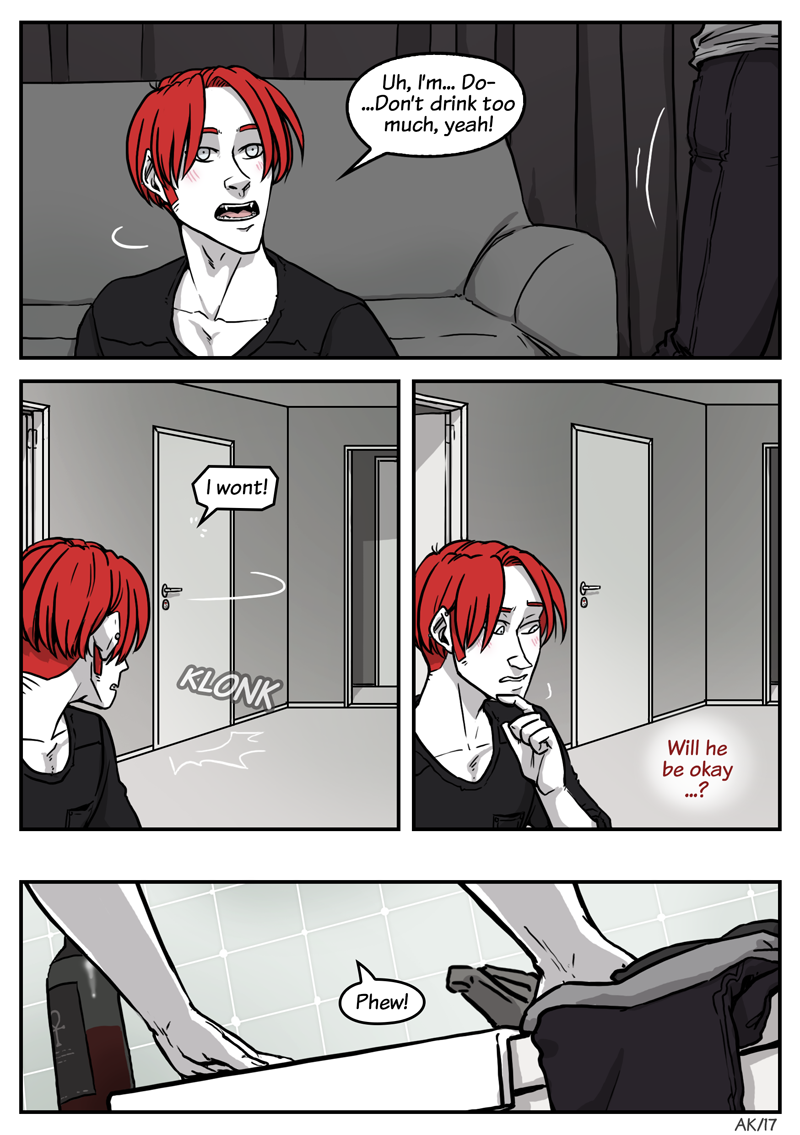 Uh, I'm... Do-
...Don't drink too
much, yeah!
I wont!
KLONK
Will he
be okay
...?
Phew!
AK/17